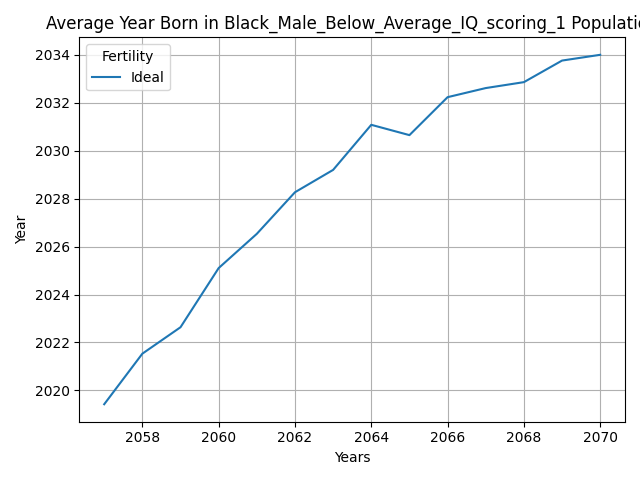 Average Year Born in Black_Male_Below_Average_IQ_scoring_1 Populatio
Fertility
Ideal
2034
2032
2030
2028
2026
2024
2022
2020
Year
2058 2060 2062 2064 2066 2068 2070
Years